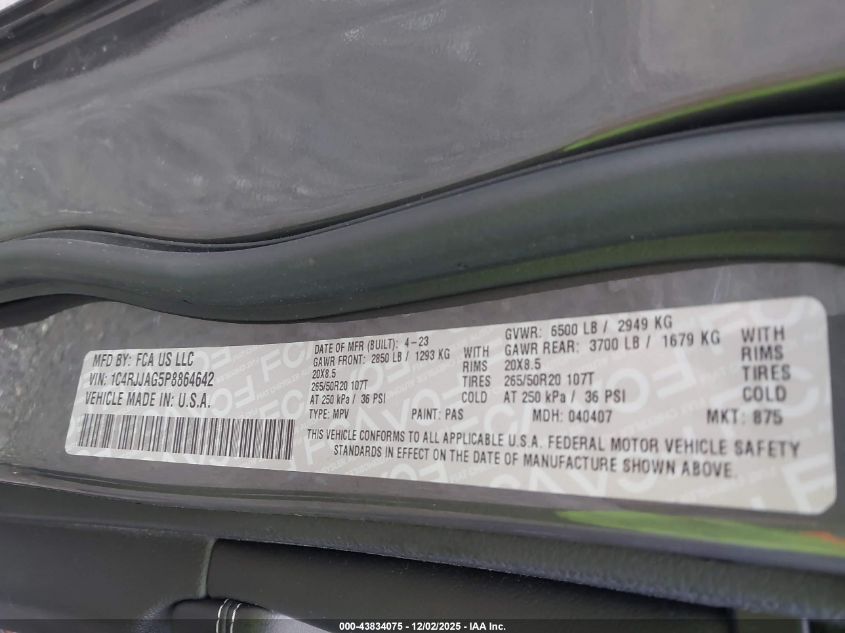 MFD BY: FCA US LLC
VIN: 1C4RJJAG5P8864642
VEHICLE MADE IN: U.S.A.
DATE OF MFR (BUILT): 4-23
GAWR FRONT: 2850 LB / 1293 KG WITH
20X8.5 RIMS
265/50R20 107T TIRES
AT 250 kPa / 36 PSI COLD
TYPE: MPV PAINT: PAS
GVWR: 6500 LB / 2949 KG
GAWR REAR: 3700 LB / 1679 KG WITH
20X8.5 RIMS
265/50R20 107T TIRES
AT 250 kPa / 36 PSI COLD
MDH: 040407 MKT: 875
THIS VEHICLE CONFORMS TO ALL APPLICABLE U.S.A. FEDERAL MOTOR VEHICLE SAFETY
STANDARDS IN EFFECT ON THE DATE OF MANUFACTURE SHOWN ABOVE.
000-43834075 - 12/02/2025 - IAA Inc.